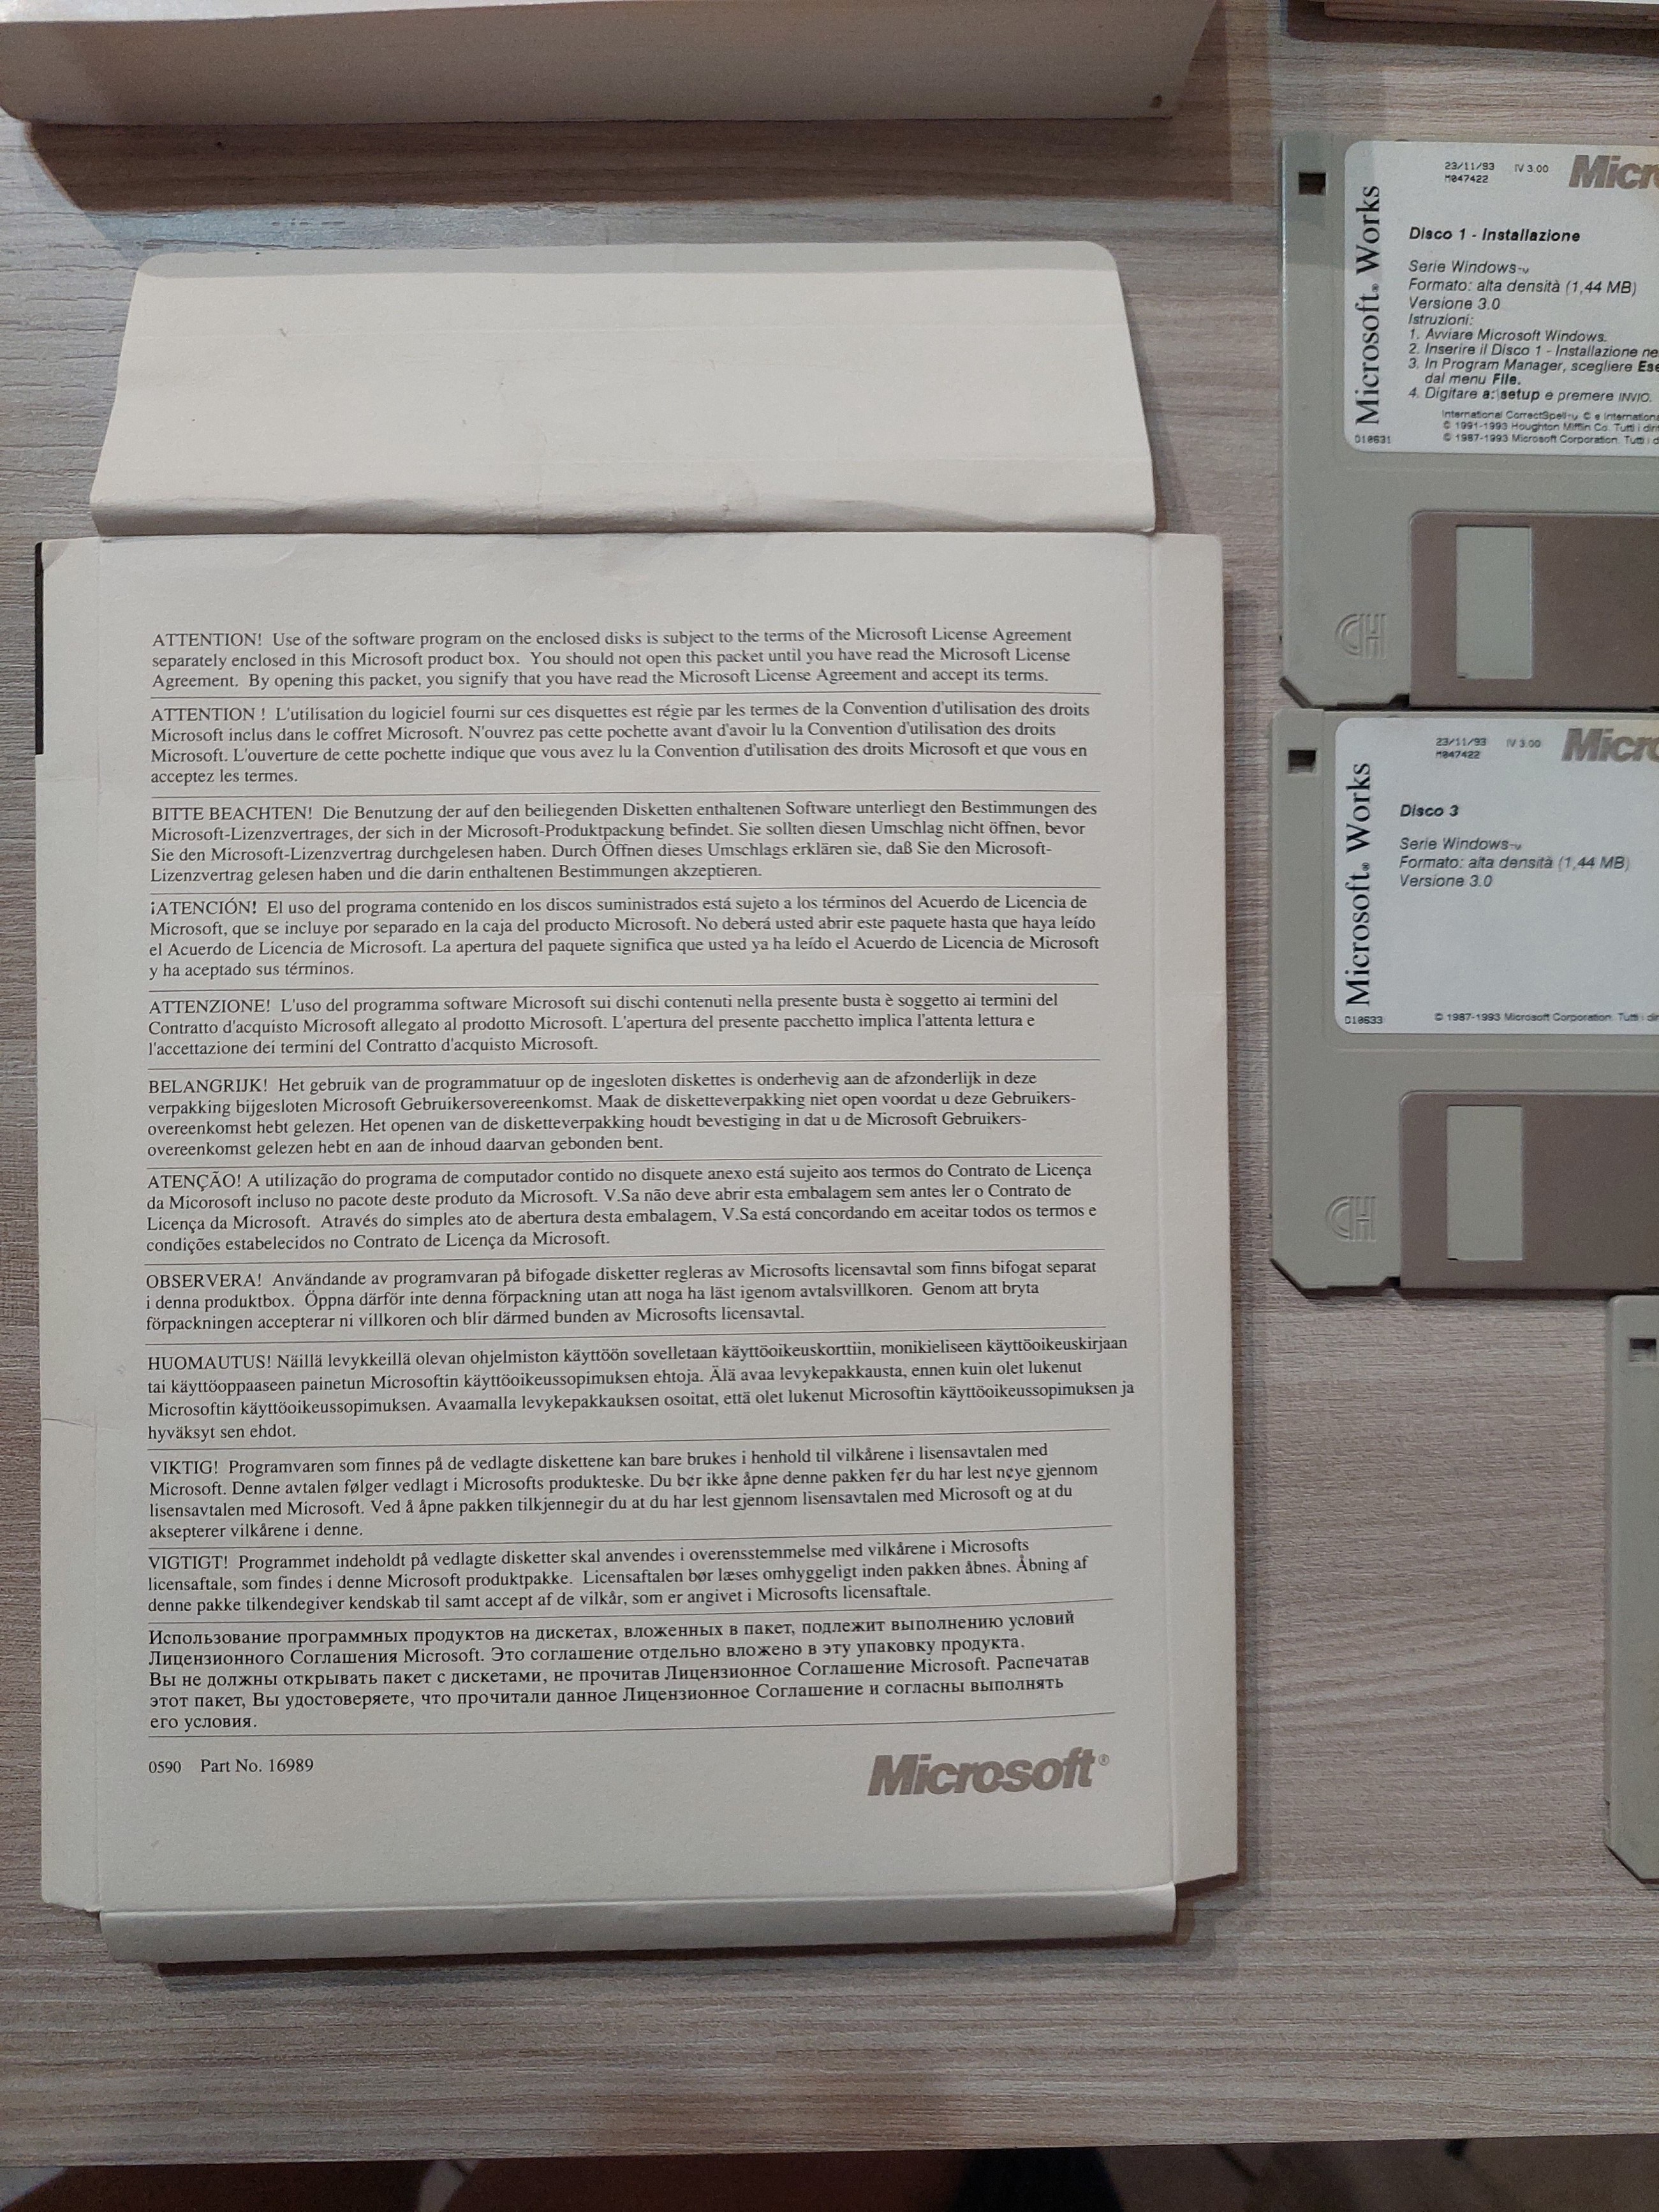 ATTENTION! Use of the software program on the enclosed disks is subject to the terms of the Microsoft License Agreement
separately enclosed in this Microsoft product box. You should not open this packet until you have read the Microsoft License
Agreement. By opening this packet, you signify that you have read the Microsoft License Agreement and accept its terms.
ATTENTION ! L'utilisation du logiciel fourni sur ces disquettes est régie par les termes de la Convention d'utilisation des droits
Microsoft inclus dans le coffret Microsoft. N'ouvrez pas cette pochette avant d'avoir lu la Convention d'utilisation des droits
Microsoft. L'ouverture de cette pochette indique que vous avez lu la Convention d'utilisation des droits Microsoft et que vous en
acceptez les termes.
BITTE BEACHTEN! Die Benutzung der auf den beiliegenden Disketten enthaltenen Software unterliegt den Bestimmungen des
Microsoft-Lizenzvertrages, der sich in der Microsoft-Produktpackung befindet. Sie sollten diesen Umschlag nicht öffnen, bevor
Sie den Microsoft-Lizenzvertrag durchgelesen haben. Durch Öffnen dieses Umschlags erklären sie, daß Sie den Microsoft-
Lizenzvertrag gelesen haben und die darin enthaltenen Bestimmungen akzeptieren.
¡ATENCIÓN! El uso del programa contenido en los discos suministrados está sujeto a los términos del Acuerdo de Licencia de
Microsoft, que se incluye por separado en la caja del producto Microsoft. No deberá usted abrir este paquete hasta que haya leído
el Acuerdo de Licencia de Microsoft. La apertura del paquete significa que usted ya ha leído el Acuerdo de Licencia de Microsoft
y ha aceptado sus términos.
ATTENZIONE! L'uso del programma software Microsoft sui dischi contenuti nella presente busta è soggetto ai termini del
Contratto d'acquisto Microsoft allegato al prodotto Microsoft. L'apertura del presente pacchetto implica l'attenta lettura e
l'accettazione dei termini del Contratto d'acquisto Microsoft.
BELANGRIJK! Het gebruik van de programmatuur op de ingesloten diskettes is onderhevig aan de afzonderlijk in deze
verpakking bijgesloten Microsoft Gebruikersovereenkomst. Maak de disketteverpakking niet open voordat u deze Gebruikers-
overeenkomst hebt gelezen. Het openen van de disketteverpakking houdt bevestiging in dat u de Microsoft Gebruikers-
overeenkomst gelezen hebt en aan de inhoud daarvan gebonden bent.
ATENÇÃO! A utilização do programa de computador contido no disquete anexo está sujeito aos termos do Contrato de Licença
da Micorosoft incluso no pacote deste produto da Microsoft. V.Sa não deve abrir esta embalagem sem antes ler o Contrato de
Licença da Microsoft. Através do simples ato de abertura desta embalagem, V.Sa está concordando em aceitar todos os termos e
condições estabelecidos no Contrato de Licença da Microsoft.
OBSERVERA! Användande av programvaran på bifogade disketter regleras av Microsofts licensavtal som finns bifogat separat
i denna produktbox. Öppna därför inte denna förpackning utan att noga ha läst igenom avtalsvillkoren. Genom att bryta
förpackningen accepterar ni villkoren och blir därmed bunden av Microsofts licensavtal.
HUOMAUTUS! Näillä levykkeillä olevan ohjelmiston käyttöön sovelletaan käyttöoikeuskorttiin, monikieliseen käyttöoikeuskirjaan
tai käyttöoppaaseen painetun Microsoftin käyttöoikeussopimuksen ehtoja. Älä avaa levykepakkausta, ennen kuin olet lukenut
Microsoftin käyttöoikeussopimuksen. Avaamalla levykepakkauksen osoitat, että olet lukenut Microsoftin käyttöoikeussopimuksen ja
hyväksyt sen ehdot.
VIKTIG! Programvaren som finnes på de vedlagte diskettene kan bare brukes i henhold til vilkårene i lisensavtalen med
Microsoft. Denne avtalen følger vedlagt i Microsofts produkteske. Du bør ikke åpne denne pakken før du har lest nøye gjennom
lisensavtalen med Microsoft. Ved å åpne pakken tilkjennegir du at du har lest gjennom lisensavtalen med Microsoft og at du
aksepterer vilkårene i denne.
VIGTIGT! Programmet indeholdt på vedlagte disketter skal anvendes i overensstemmelse med vilkårene i Microsofts
licensaftale, som findes i denne Microsoft produktpakke. Licensaftalen bør læses omhyggeligt inden pakken åbnes. Åbning af
denne pakke tilkendegiver kendskab til samt accept af de vilkår, som er angivet i Microsofts licensaftale.
Использование программных продуктов на дискетах, вложенных в пакет, подлежит выполнению условий
Лицензионного Соглашения Microsoft. Это соглашение отдельно вложено в эту упаковку продукта.
Вы не должны открывать пакет с дискетами, не прочитав Лицензионное Соглашение Microsoft. Распечатав
этот пакет, Вы удостоверяете, что прочитали данное Лицензионное Соглашение и согласны выполнять
его условия.
0590 Part No. 16989
Microsoft®
Microsoft® Works
23/11/93 IV 3.00
M047422
Disco 1 - Installazione
Serie Windows™
Formato: alta densità (1,44 MB)
Versione 3.0
Istruzioni:
1. Avviare Microsoft Windows.
2. Inserire il Disco 1 - Installazione
3. In Program Manager, scegliere
dal menu File.
4. Digitare a:\setup e premere INVIO.
International CorrectSpell™ ©
© 1991-1993 Houghton Mifflin Co. Tutti i
© 1987-1993 Microsoft Corporation. Tutti i
D10631
Microsoft® Works
23/11/93 IV 3.00
M047422
Disco 3
Serie Windows™
Formato: alta densità (1,44 MB)
Versione 3.0
D10633
© 1987-1993 Microsoft Corporation. Tutti i